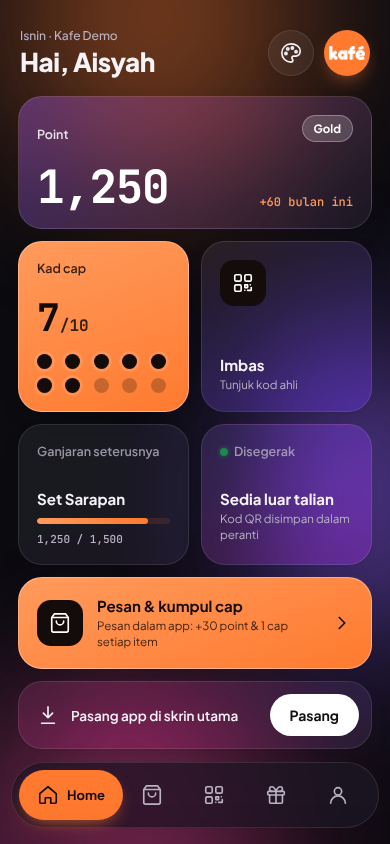 Isnin · Kafe Demo
Hai, Aisyah
kafé
Point
Gold
1,250
+60 bulan ini
Kad cap
7/10
Imbas
Tunjuk kod ahli
Ganjaran seterusnya
Set Sarapan
1,250 / 1,500
Disegerak
Sedia luar talian
Kod QR disimpan dalam
peranti
Pesan & kumpul cap
Pesan dalam app: +30 point & 1 cap
setiap item
Pasang app di skrin utama
Pasang
Home